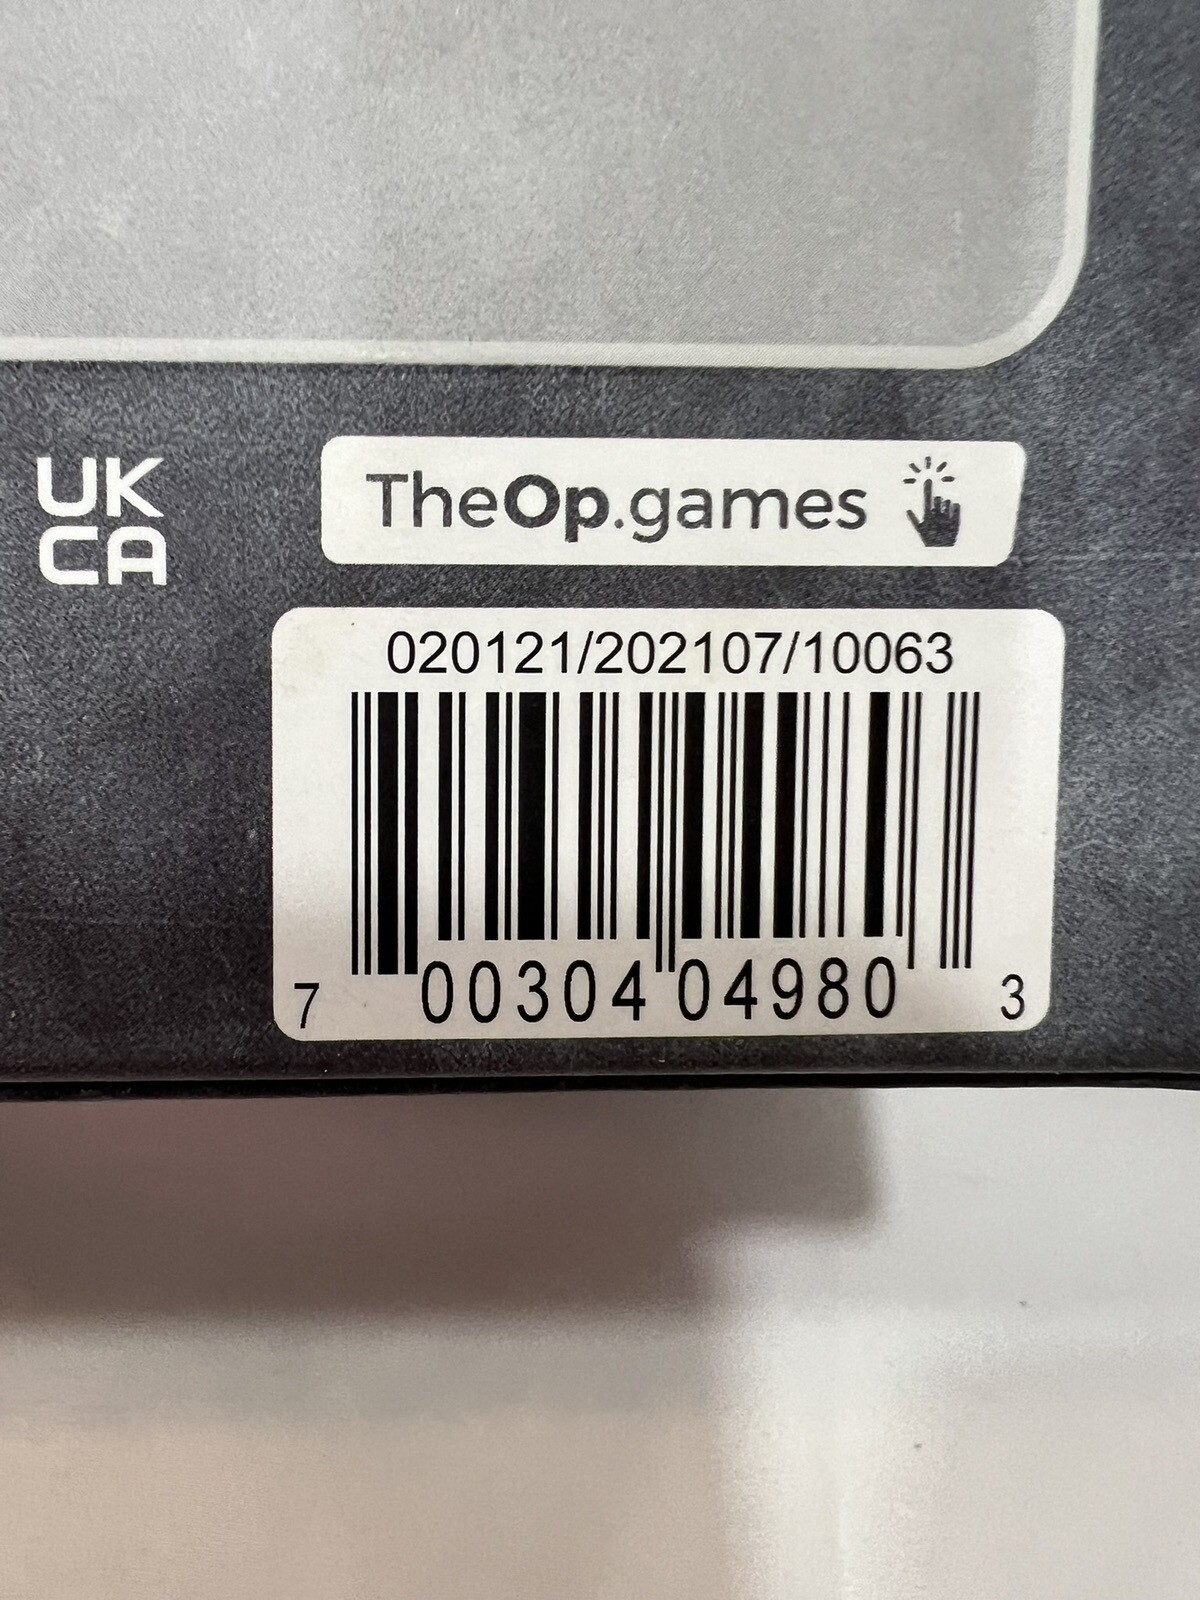 UK
CA
TheOp.games
020121/202107/10063
7 00304 04980 3